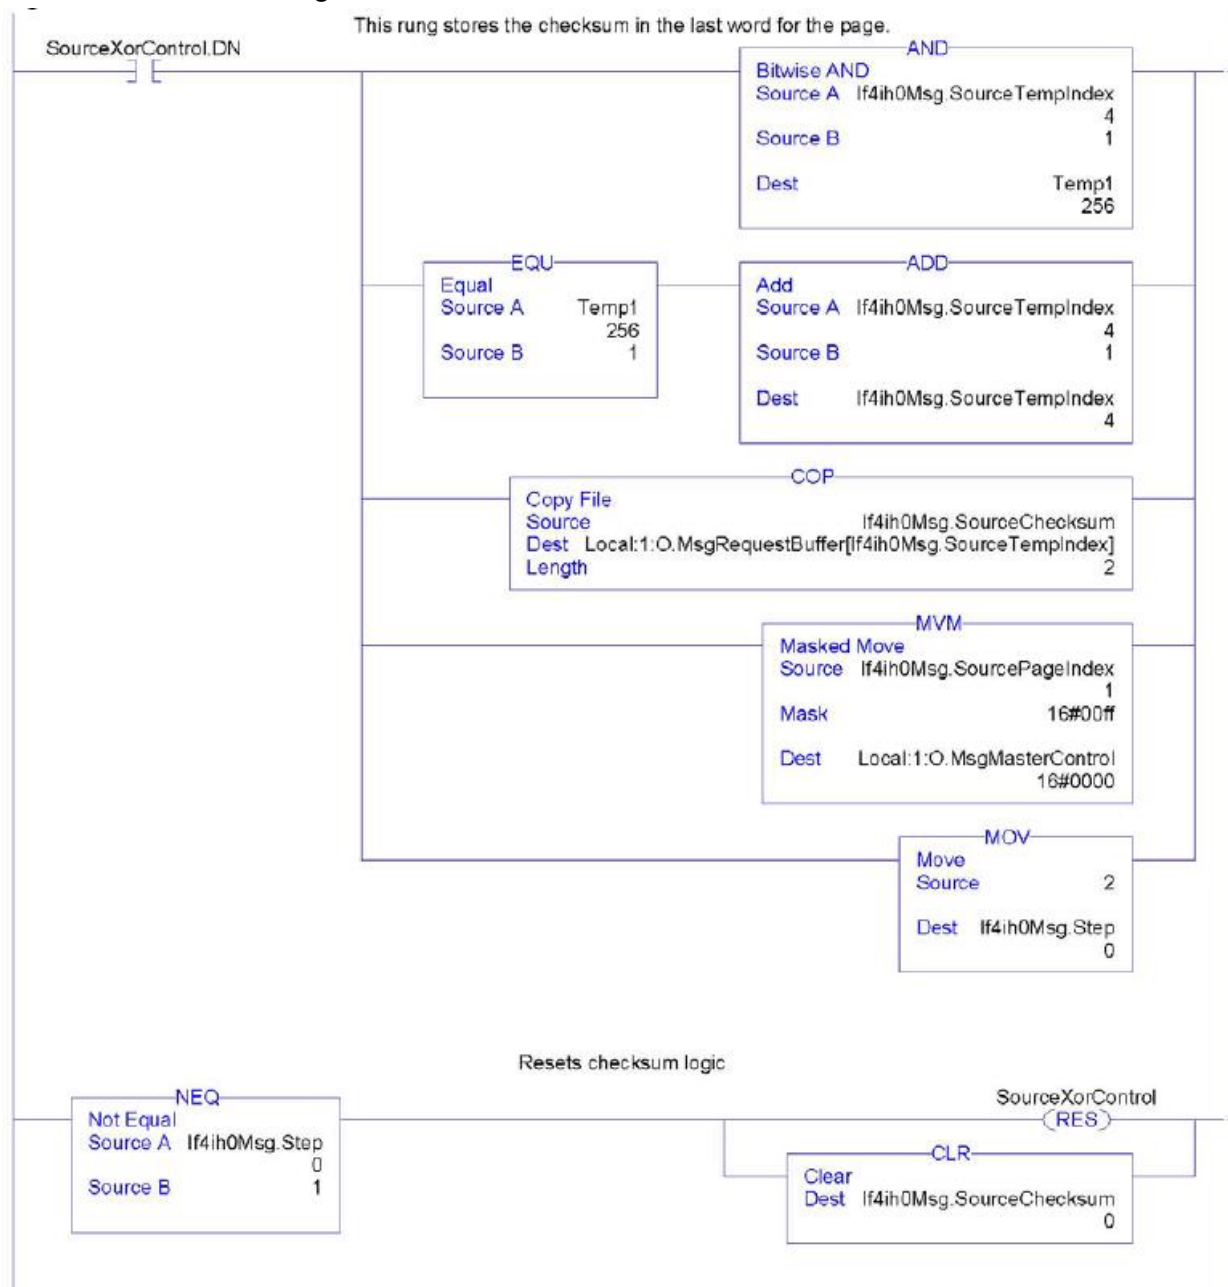 This rung stores the checksum in the last word for the page.
SourceXorControl.DN
AND
Bitwise AND
Source A If4ih0Msg.SourceTempIndex
4
Source B 1
Dest Temp1
256
EQU
Equal
Source A Temp1
256
Source B 1
ADD
Add
Source A If4ih0Msg.SourceTempIndex
4
Source B 1
Dest If4ih0Msg.SourceTempIndex
4
COP
Copy File
Source If4ih0Msg.SourceChecksum
Dest Local:1:O.MsgRequestBuffer[If4ih0Msg.SourceTempIndex]
Length 2
MVM
Masked Move
Source If4ih0Msg.SourcePageIndex
1
Mask 16#00ff
Dest Local:1:O.MsgMasterControl
16#0000
MOV
Move
Source 2
Dest If4ih0Msg.Step
0
Resets checksum logic
NEQ
Not Equal
Source A If4ih0Msg.Step
0
Source B 1
SourceXorControl
RES
CLR
Clear
Dest If4ih0Msg.SourceChecksum
0